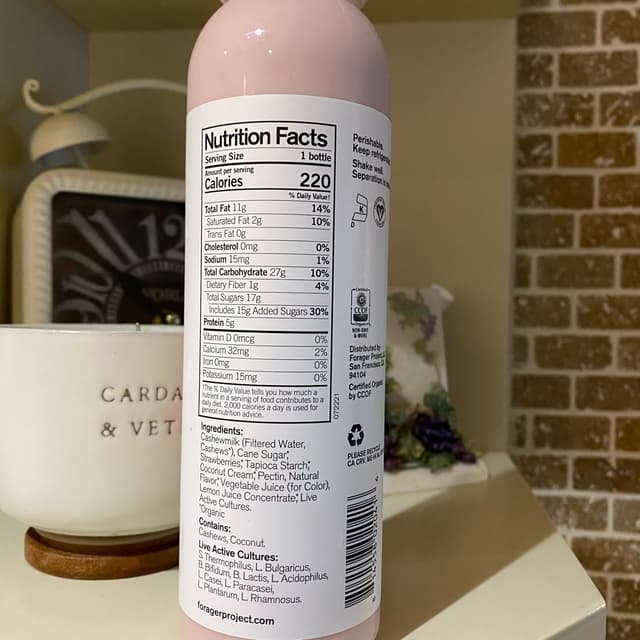 Nutrition Facts
Serving Size 1 bottle
Amount per serving
Calories 220
% Daily Value†
Total Fat 11g 14%
Saturated Fat 2g 10%
Trans Fat 0g
Cholesterol 0mg 0%
Sodium 15mg 1%
Total Carbohydrate 27g 10%
Dietary Fiber 1g 4%
Total Sugars 17g
Includes 15g Added Sugars 30%
Protein 5g
Vitamin D 0mcg 0%
Calcium 32mg 2%
Iron 0mg 0%
Potassium 15mg 0%
†The % Daily Value tells you how much a
nutrient in a serving of food contributes to a
daily diet. 2,000 calories a day is used for
general nutrition advice.
072221
Ingredients:
Cashewmilk (Filtered Water,
Cashews*), Cane Sugar*,
Strawberries*, Tapioca Starch*,
Coconut Cream*, Pectin, Natural
Flavor*, Vegetable Juice (for Color),
Lemon Juice Concentrate*, Live
Active Cultures.
*Organic
Contains:
Cashews, Coconut.
Live Active Cultures:
S. Thermophilus, L. Bulgaricus,
B. Bifidum, B. Lactis, L. Acidophilus,
L. Casei, L. Paracasei,
L. Plantarum, L. Rhamnosus.
foragerproject.com
Perishable.
Keep
Shake well.
Separation is
K
D
CCOF
NON-GMO
& MORE
Distributed by
Forager Project,
San Francisco,
94104
Certified Organic
by CCOF
PLEASE RECYCLE
CA CRV, ME
CARDA
& VET
12
WORL